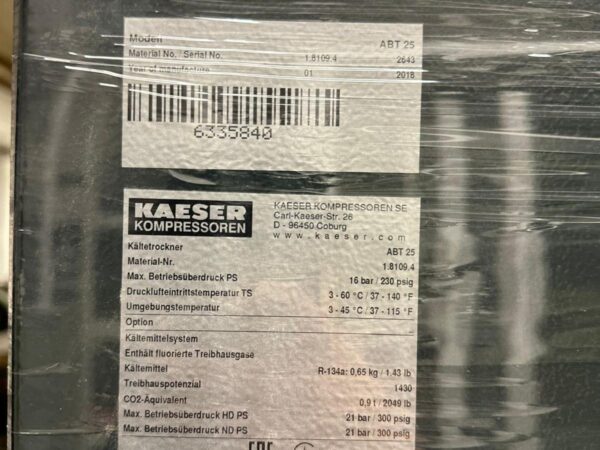 Modell ABT 25
Material No. / Serial No. 1.8109.4 2643
Year of manufacture 01 2018
6335840
KAESER
KOMPRESSOREN
KAESER KOMPRESSOREN SE
Carl-Kaeser-Str. 26
D - 96450 Coburg
www.kaeser.com
Kältetrockner ABT 25
Material-Nr. 1.8109.4
Max. Betriebsüberdruck PS 16 bar / 230 psig
Drucklufteintrittstemperatur TS 3 - 60 °C / 37 - 140 °F
Umgebungstemperatur 3 - 45 °C / 37 - 115 °F
Option
Kältemittelsystem
Enthält fluorierte Treibhausgase
Kältemittel R-134a: 0,65 kg / 1.43 lb
Treibhauspotenzial 1430
CO2-Äquivalent 0,9 t / 2049 lb
Max. Betriebsüberdruck HD PS 21 bar / 300 psig
Max. Betriebsüberdruck ND PS 21 bar / 300 psig